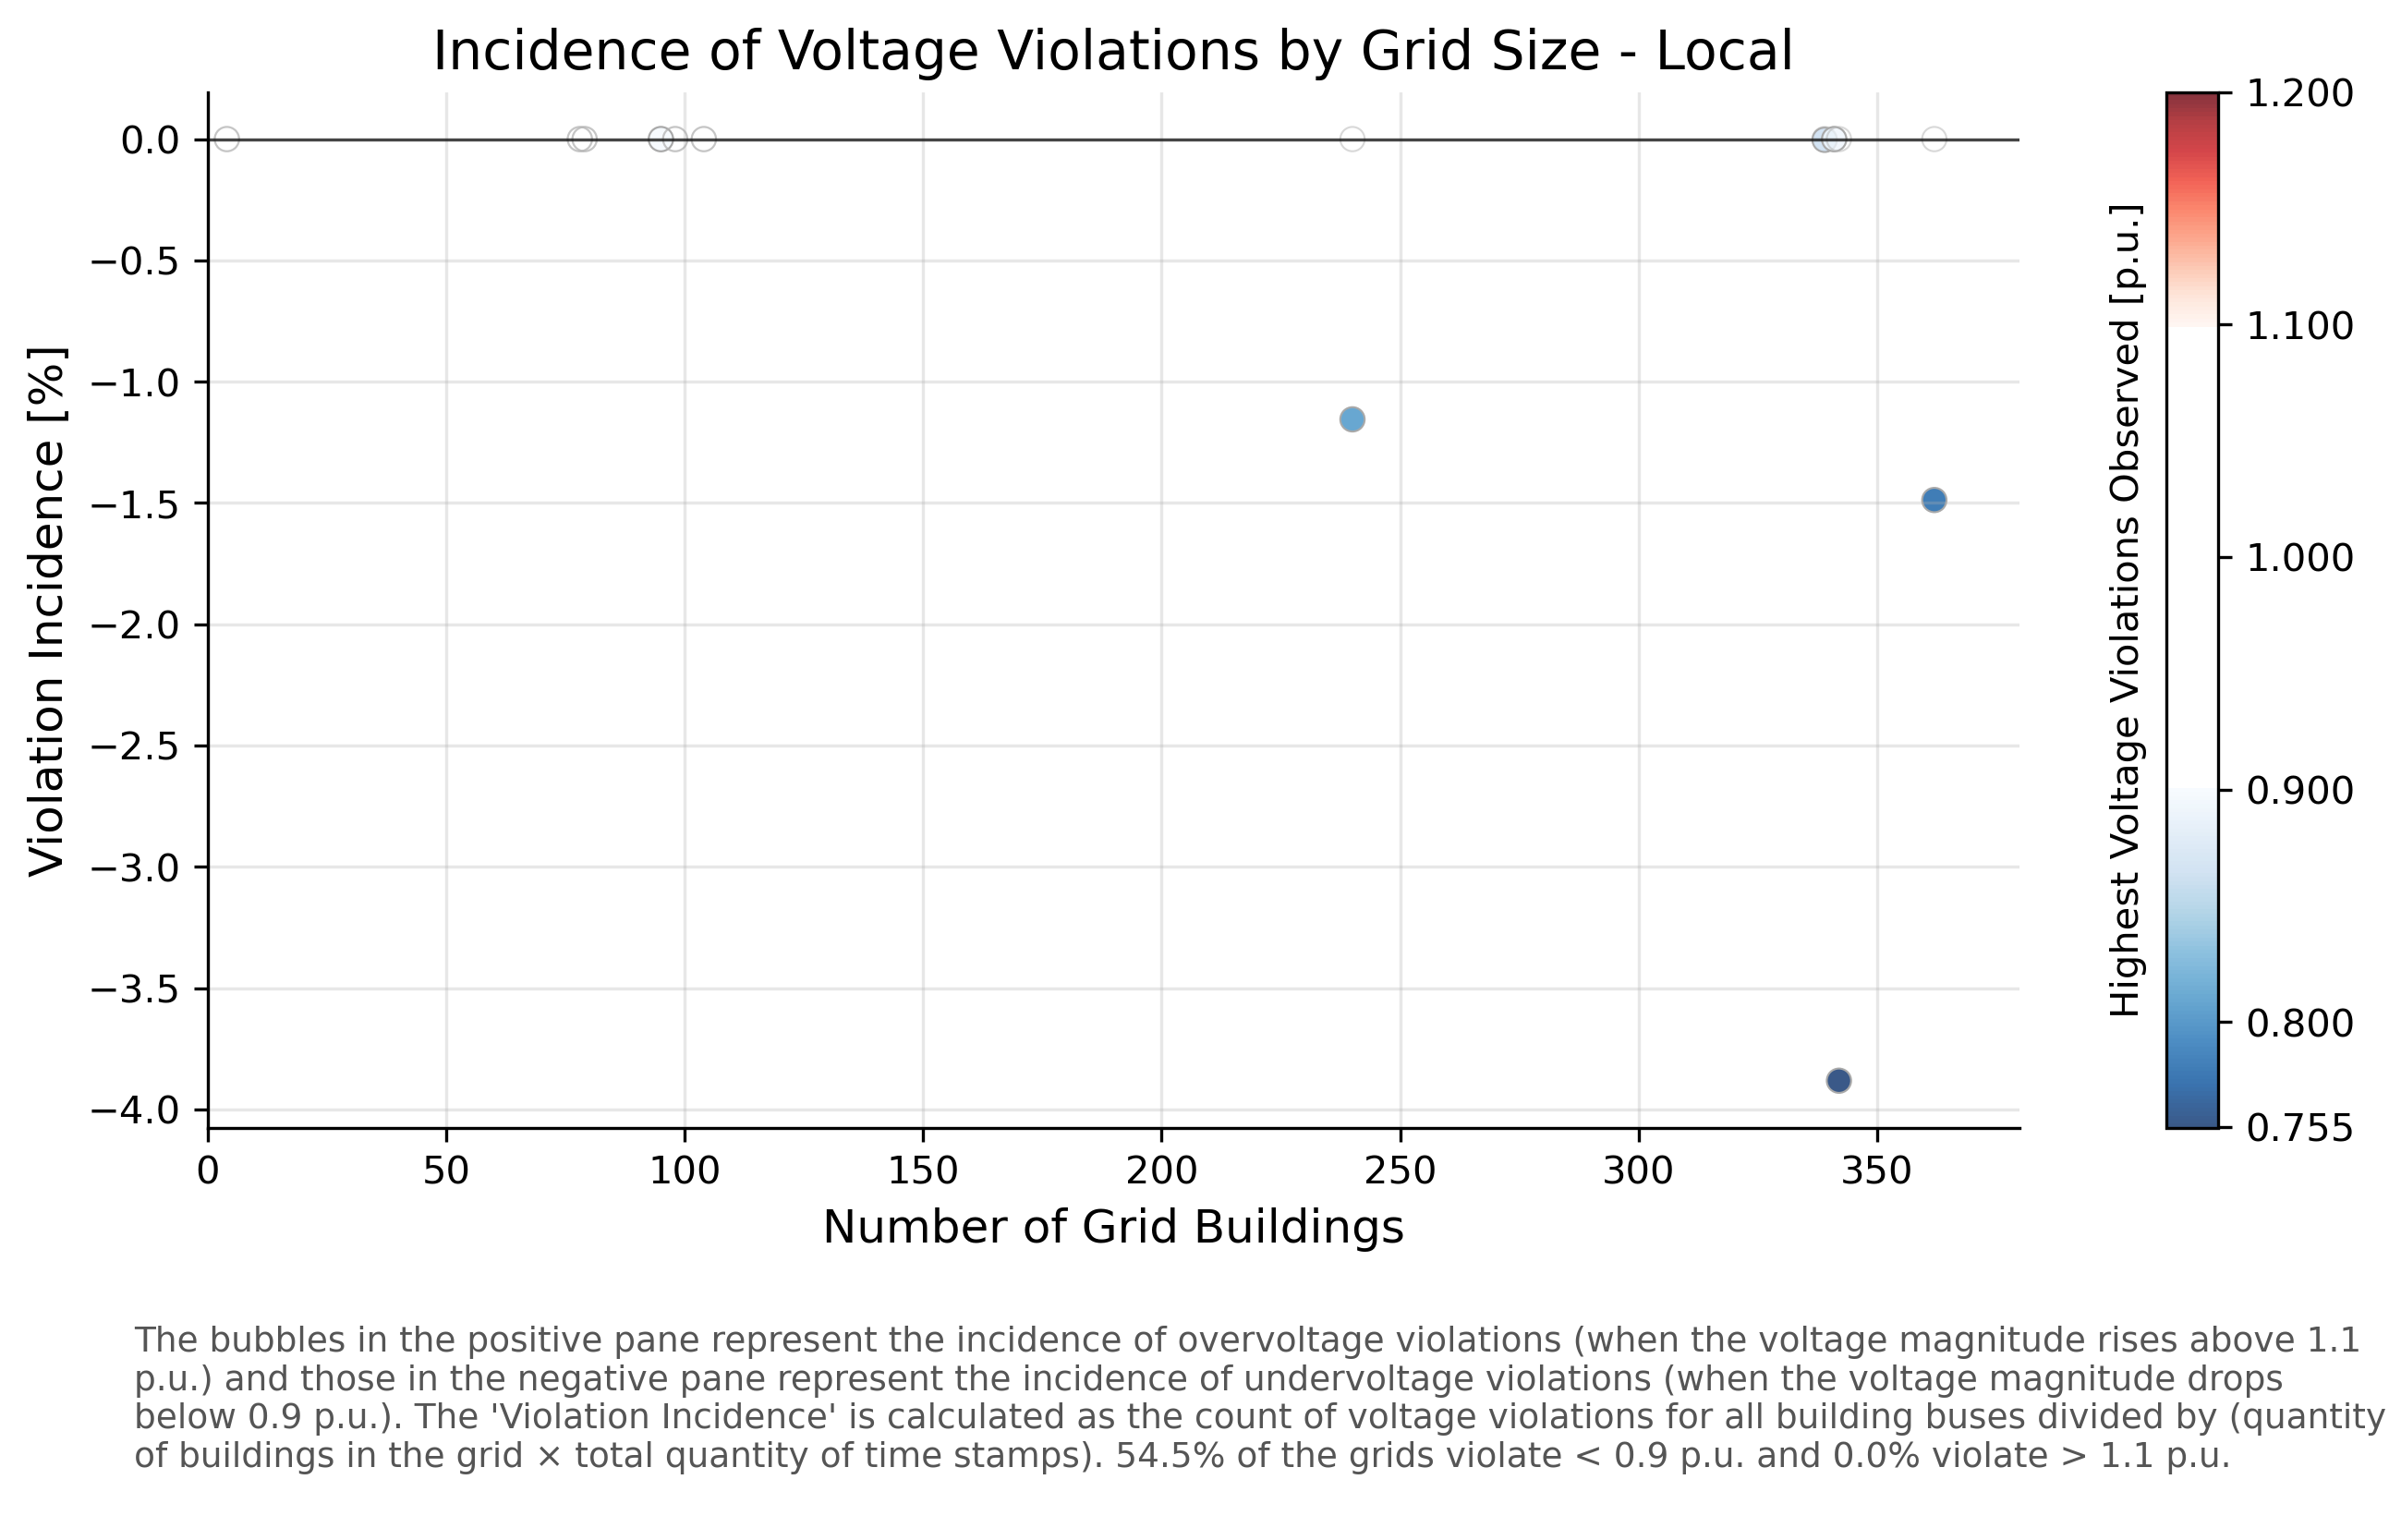 Incidence of Voltage Violations by Grid Size - Local
Violation Incidence [%]
0.0
−0.5
−1.0
−1.5
−2.0
−2.5
−3.0
−3.5
−4.0
0
50
100
150
200
250
300
350
Number of Grid Buildings
Highest Voltage Violations Observed [p.u.]
1.200
1.100
1.000
0.900
0.800
0.755
The bubbles in the positive pane represent the incidence of overvoltage violations (when the voltage magnitude rises above 1.1
p.u.) and those in the negative pane represent the incidence of undervoltage violations (when the voltage magnitude drops
below 0.9 p.u.). The 'Violation Incidence' is calculated as the count of voltage violations for all building buses divided by (quantity
of buildings in the grid × total quantity of time stamps). 54.5% of the grids violate < 0.9 p.u. and 0.0% violate > 1.1 p.u.